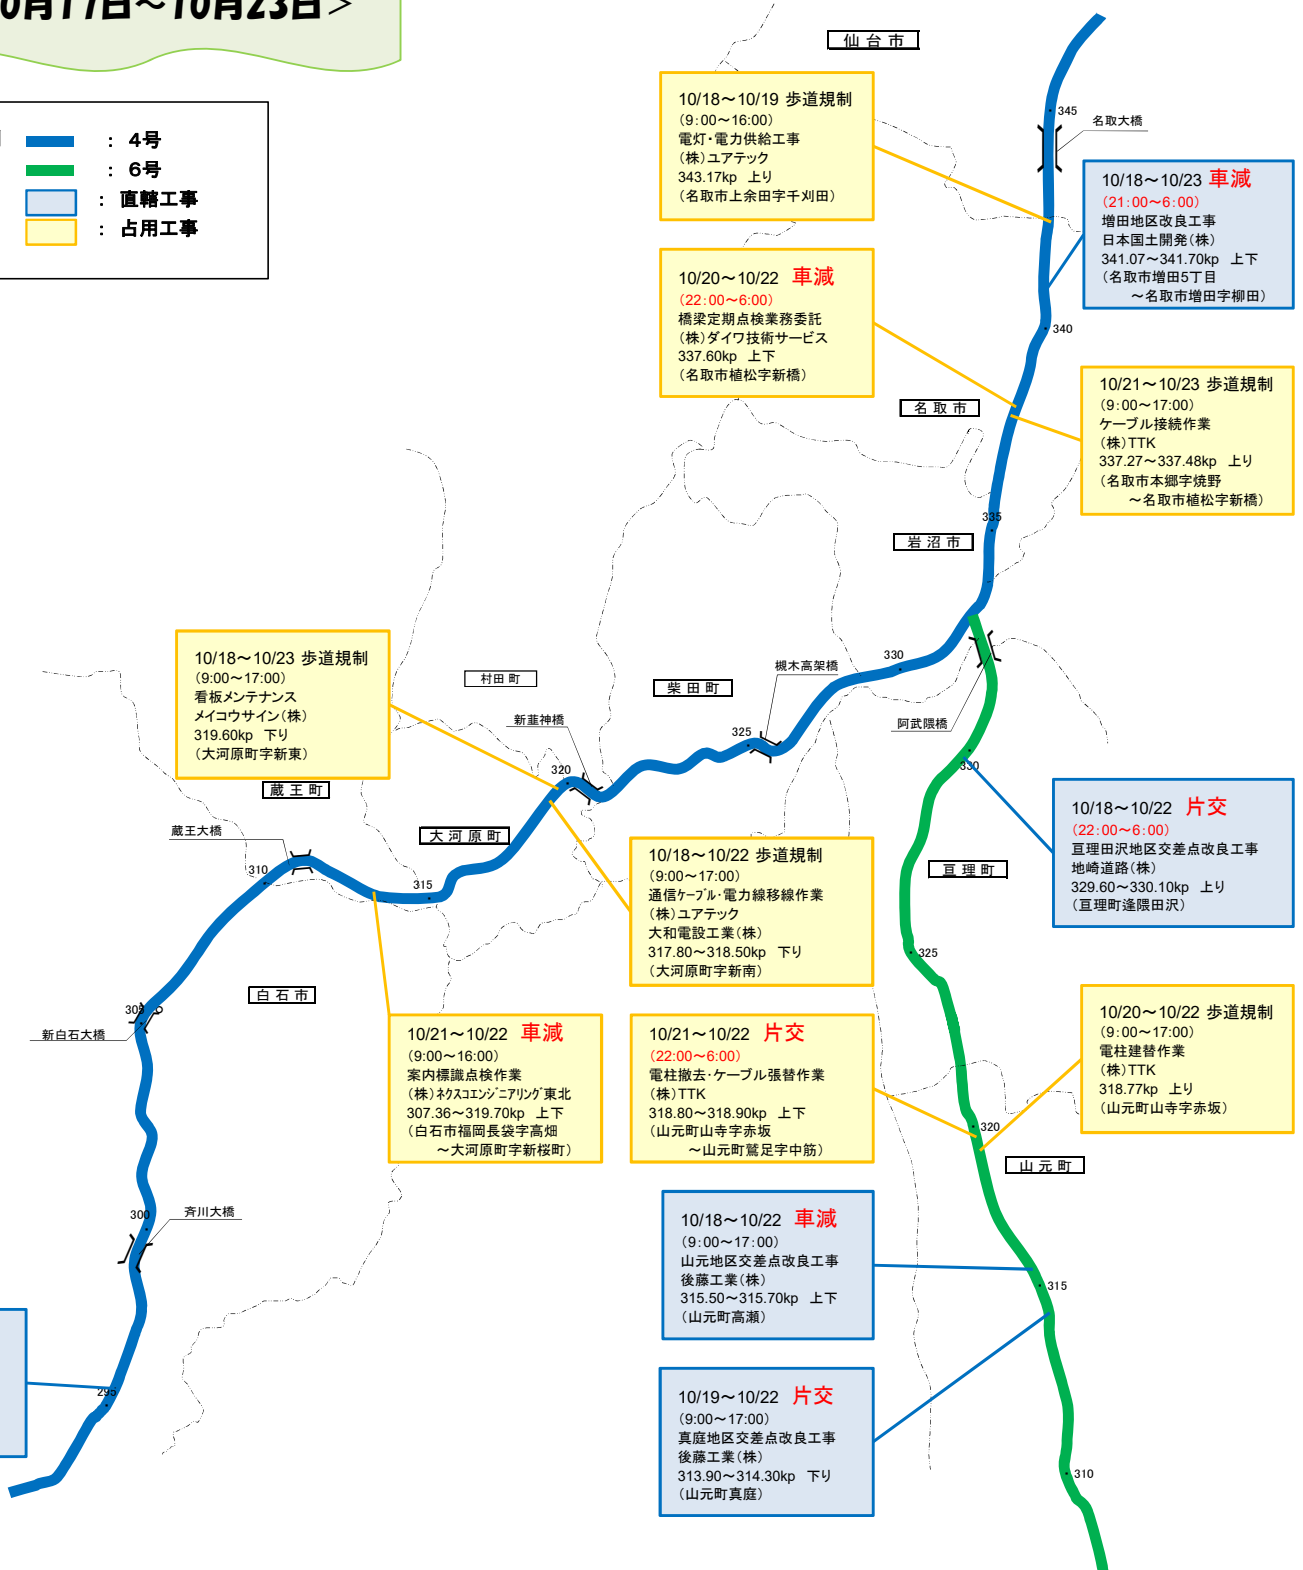 0月17日～10月23日＞
： 4号
： 6号
： 直轄工事
： 占用工事
仙台市
345
名取大橋
10/18～10/19 歩道規制
(9:00～16:00)
電灯・電力供給工事
(株)ユアテック
343.17kp 上り
(名取市上余田字千刈田)
10/18～10/23 車減
(21:00～6:00)
増田地区改良工事
日本国土開発(株)
341.07～341.70kp 上下
(名取市増田5丁目
～名取市増田字柳田)
10/20～10/22 車減
(22:00～6:00)
橋梁定期点検業務委託
(株)ダイワ技術サービス
337.60kp 上下
(名取市植松字新橋)
340
名取市
10/21～10/23 歩道規制
(9:00～17:00)
ケーブル接続作業
(株)TTK
337.27～337.48kp 上り
(名取市本郷字焼野
～名取市植松字新橋)
335
岩沼市
10/18～10/23 歩道規制
(9:00～17:00)
看板メンテナンス
メイコウサイン(株)
319.60kp 下り
(大河原町字新東)
村田町
新韮神橋
柴田町
槻木高架橋
330
325
阿武隈橋
330
320
蔵王町
蔵王大橋
310
大河原町
315
10/18～10/22 歩道規制
(9:00～17:00)
通信ｹｰﾌﾞﾙ・電力線移線作業
(株)ユアテック
大和電設工業(株)
317.80～318.50kp 下り
(大河原町字新南)
亘理町
10/18～10/22 片交
(22:00～6:00)
亘理田沢地区交差点改良工事
地崎道路(株)
329.60～330.10kp 上り
(亘理町逢隈田沢)
325
白石市
305
新白石大橋
10/21～10/22 車減
(9:00～16:00)
案内標識点検作業
(株)ﾈｸｽｺｴﾝｼﾞﾆｱﾘﾝｸﾞ東北
307.36～319.70kp 上下
(白石市福岡長袋字高畑
～大河原町字新桜町)
10/21～10/22 片交
(22:00～6:00)
電柱撤去・ケーブル張替作業
(株)TTK
318.80～318.90kp 上下
(山元町山寺字赤坂
～山元町鷲足字中筋)
10/20～10/22 歩道規制
(9:00～17:00)
電柱建替作業
(株)TTK
318.77kp 上り
(山元町山寺字赤坂)
320
山元町
300
斉川大橋
10/18～10/22 車減
(9:00～17:00)
山元地区交差点改良工事
後藤工業(株)
315.50～315.70kp 上下
(山元町高瀬)
315
295
10/19～10/22 片交
(9:00～17:00)
真庭地区交差点改良工事
後藤工業(株)
313.90～314.30kp 下り
(山元町真庭)
310